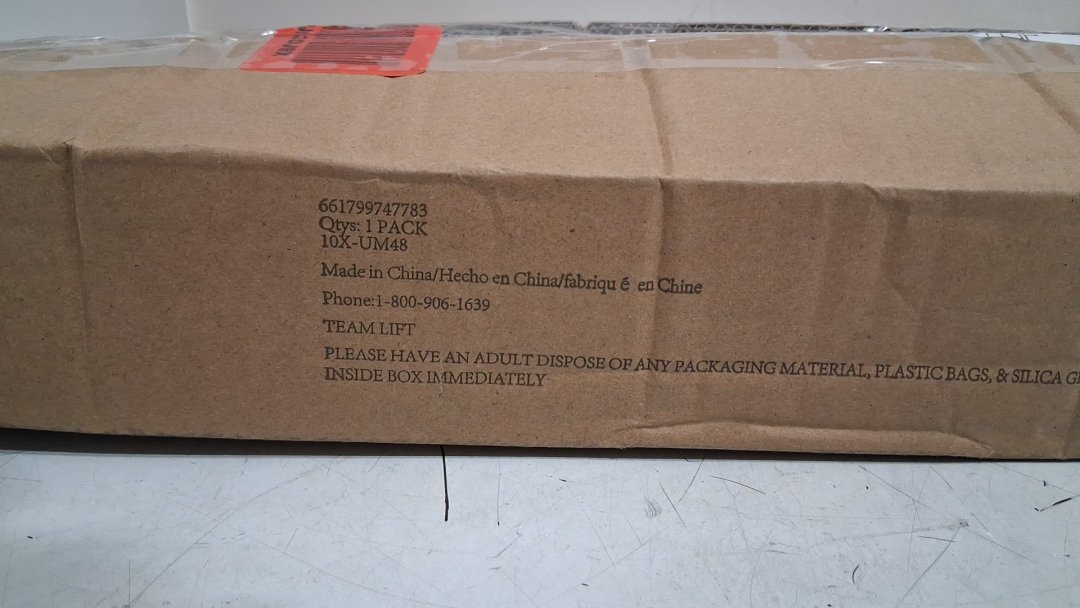 661799747783
Qtys: 1 PACK
10X-UM48
Made in China/Hecho en China/fabriqu é en Chine
Phone:1-800-906-1639
TEAM LIFT
PLEASE HAVE AN ADULT DISPOSE OF ANY PACKAGING MATERIAL, PLASTIC BAGS, & SILICA
INSIDE BOX IMMEDIATELY